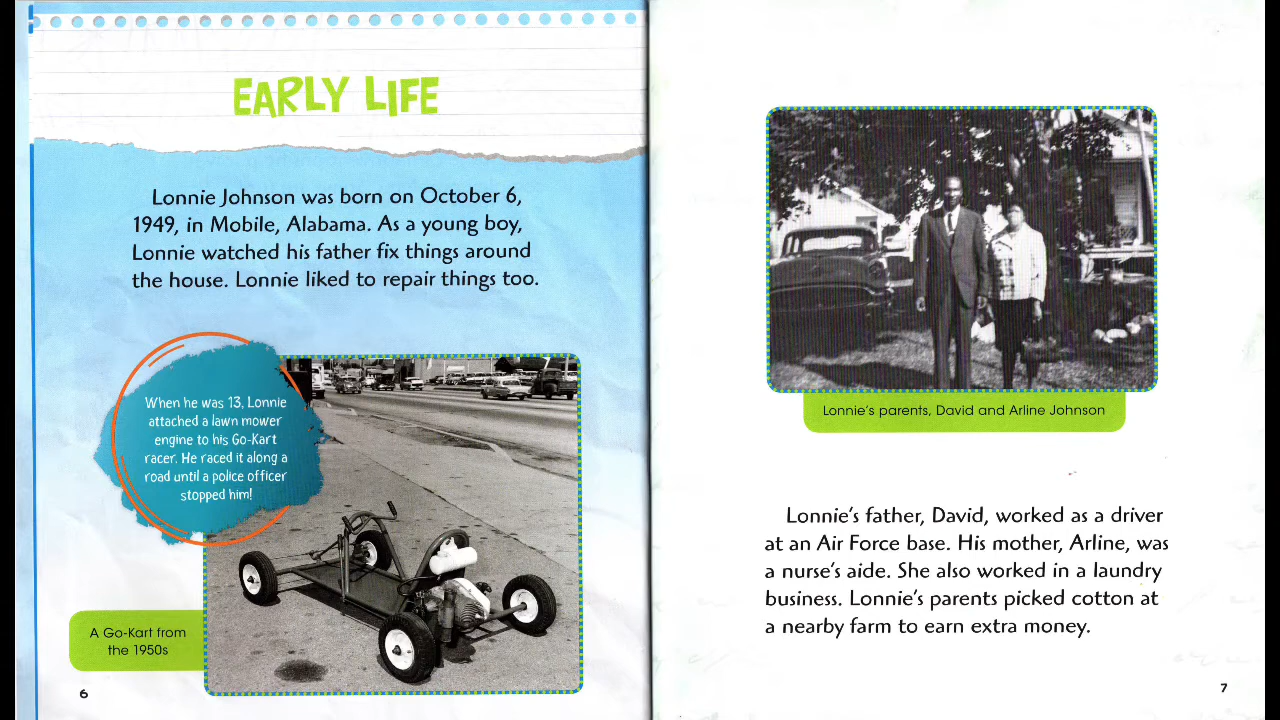 EARLY LIFE
Lonnie Johnson was born on October 6,
1949, in Mobile, Alabama. As a young boy,
Lonnie watched his father fix things around
the house. Lonnie liked to repair things too.
When he was 13, Lonnie
attached a lawn mower
engine to his Go-Kart
racer. He raced it along a
road until a police officer
stopped him!
A Go-Kart from
the 1950s
6
Lonnie's parents, David and Arline Johnson
Lonnie's father, David, worked as a driver
at an Air Force base. His mother, Arline, was
a nurse's aide. She also worked in a laundry
business. Lonnie's parents picked cotton at
a nearby farm to earn extra money.
7